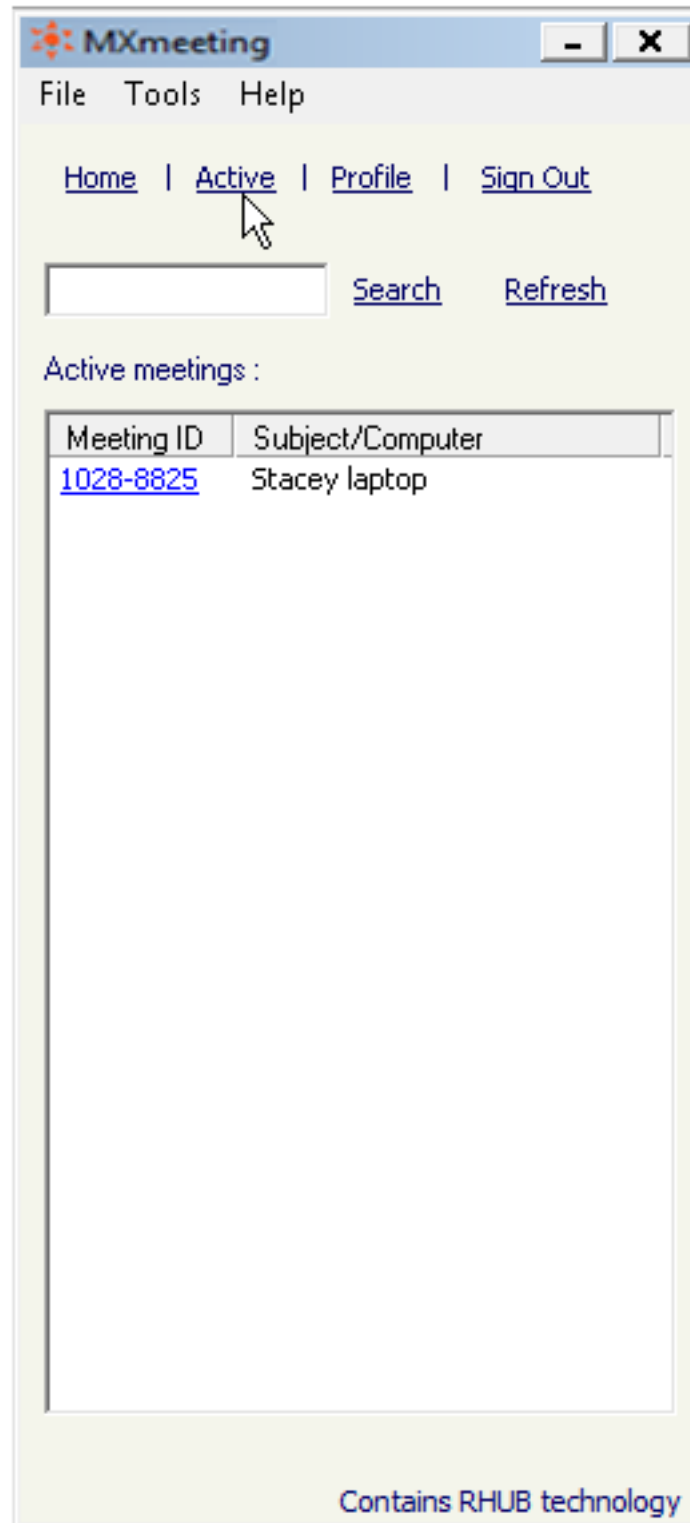 MXmeeting
File Tools Help
Home | Active | Profile | Sign Out
Search Refresh
Active meetings :
Meeting ID Subject/Computer
1028-8825 Stacey laptop
Contains RHUB technology